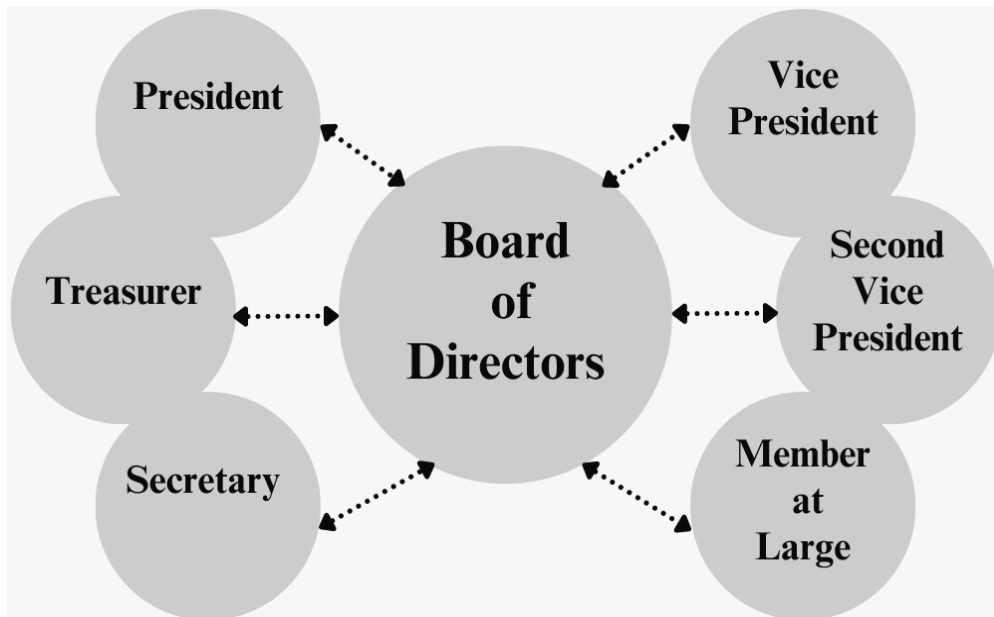 President
Treasurer
Secretary
Board
of
Directors
Vice
President
Second
Vice
President
Member
at
Large